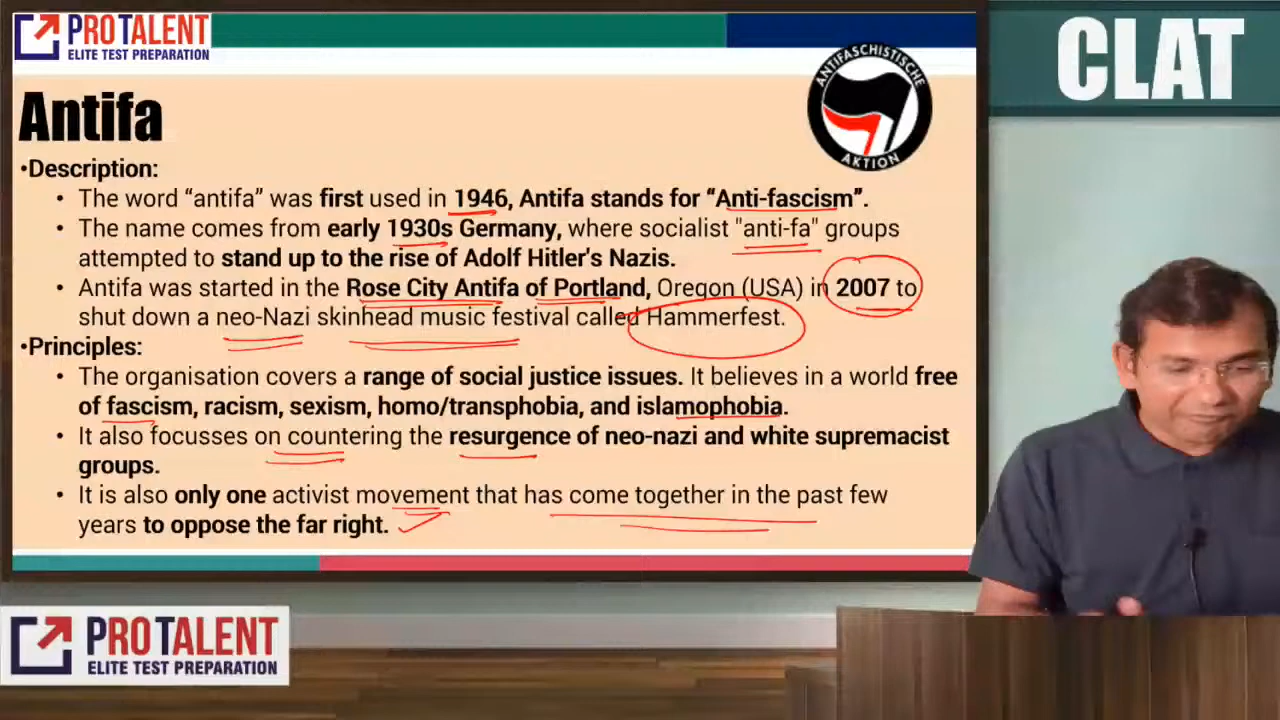 PROTALENT
ELITE TEST PREPARATION
CLAT
ANTIFASCHISTISCHE
AKTION
Antifa
•Description:
• The word “antifa” was first used in 1946, Antifa stands for “Anti-fascism”.
• The name comes from early 1930s Germany, where socialist "anti-fa" groups
attempted to stand up to the rise of Adolf Hitler's Nazis.
• Antifa was started in the Rose City Antifa of Portland, Oregon (USA) in 2007 to
shut down a neo-Nazi skinhead music festival called Hammerfest.
•Principles:
• The organisation covers a range of social justice issues. It believes in a world free
of fascism, racism, sexism, homo/transphobia, and islamophobia.
• It also focusses on countering the resurgence of neo-nazi and white supremacist
groups.
• It is also only one activist movement that has come together in the past few
years to oppose the far right.
PROTALENT
ELITE TEST PREPARATION